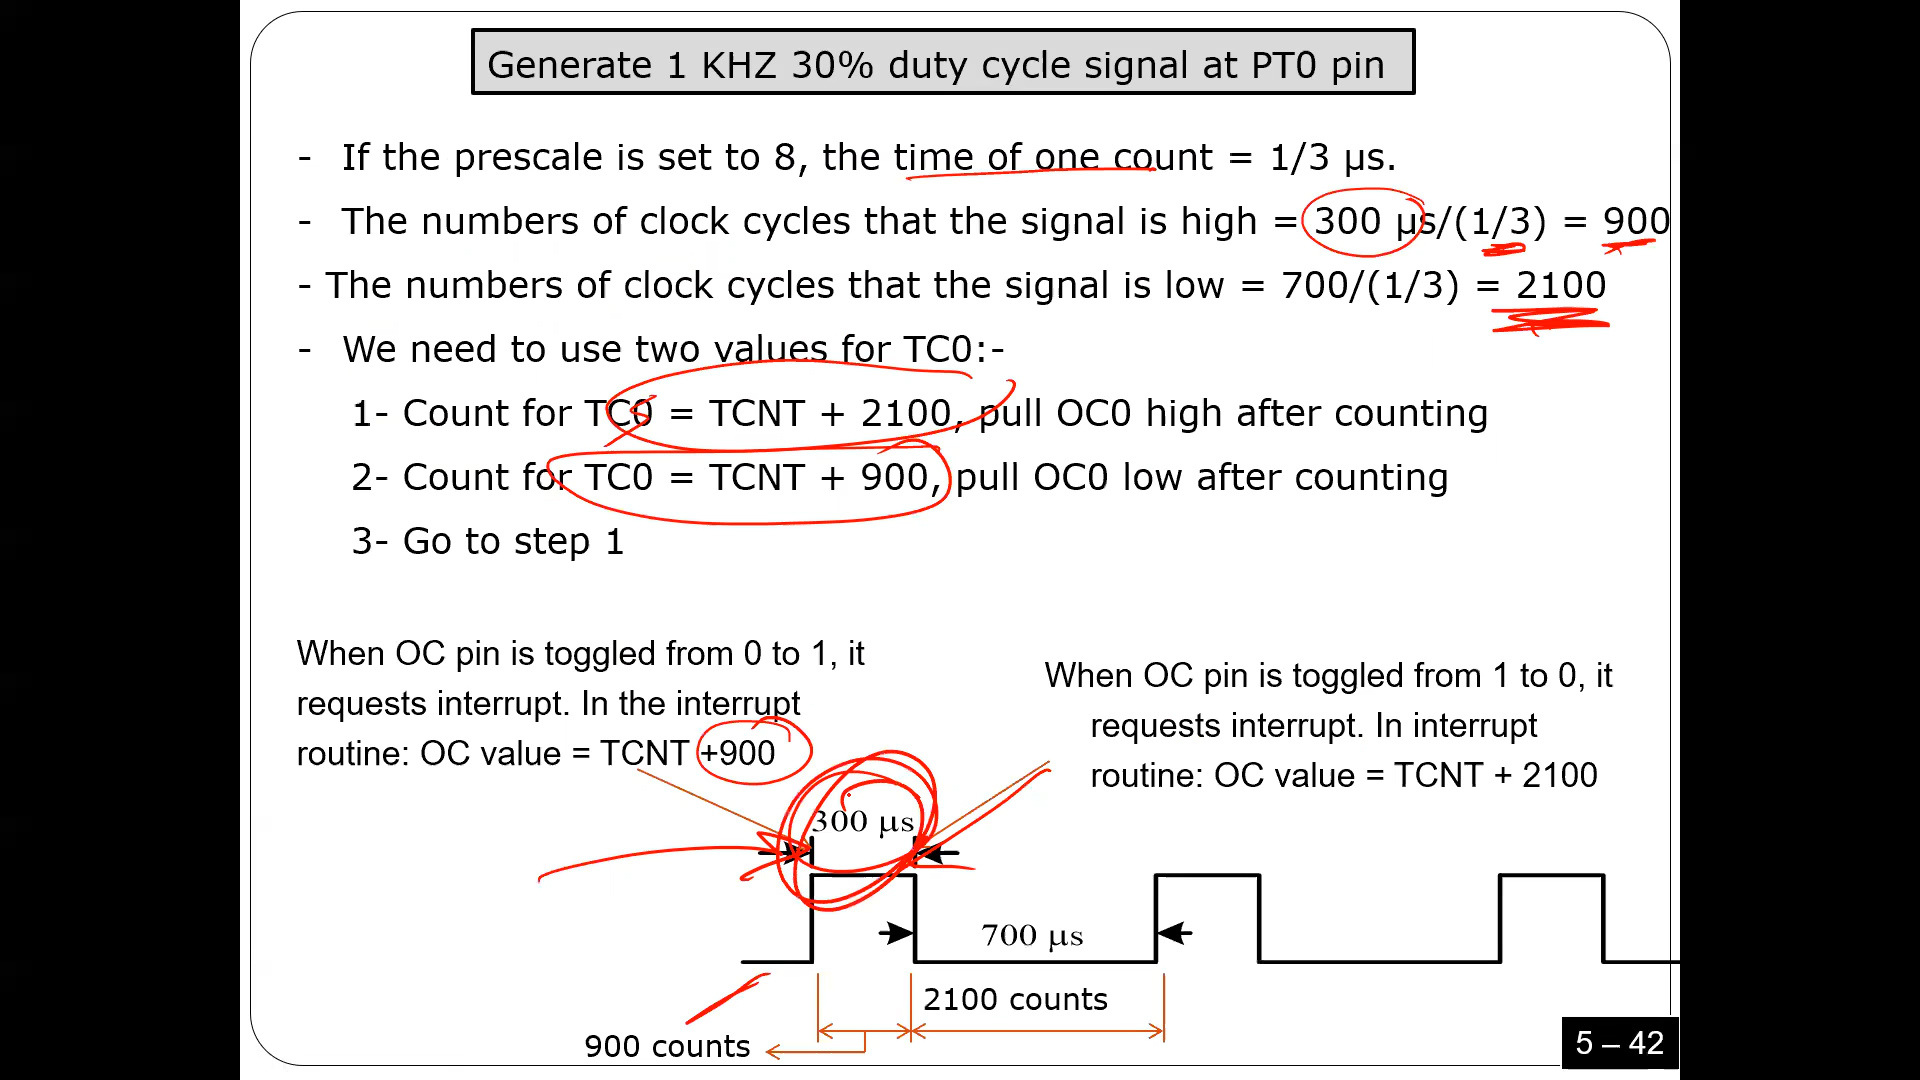 Generate 1 KHZ 30% duty cycle signal at PT0 pin
- If the prescale is set to 8, the time of one count = 1/3 μs.
- The numbers of clock cycles that the signal is high = 300 μs/(1/3) = 900
- The numbers of clock cycles that the signal is low = 700/(1/3) = 2100
- We need to use two values for TC0:-
1- Count for TC0 = TCNT + 2100, pull OC0 high after counting
2- Count for TC0 = TCNT + 900, pull OC0 low after counting
3- Go to step 1
When OC pin is toggled from 0 to 1, it
requests interrupt. In the interrupt
routine: OC value = TCNT +900
When OC pin is toggled from 1 to 0, it
requests interrupt. In interrupt
routine: OC value = TCNT + 2100
300 μs
700 μs
2100 counts
900 counts
5 – 42